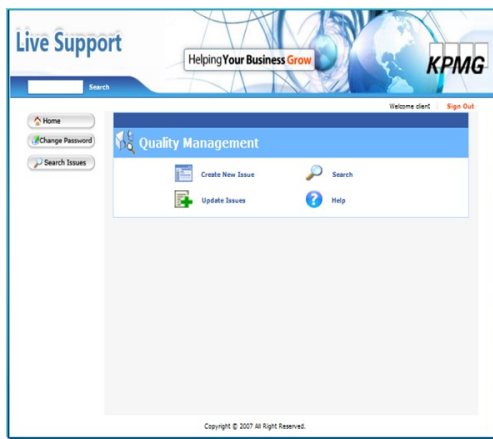 Live Support
Helping Your Business Grow
KPMG
Search
Welcome client | Sign Out
Home
Change Password
Search Issues
Quality Management
Create New Issue
Search
Update Issues
Help
Copyright © 2007 All Right Reserved.